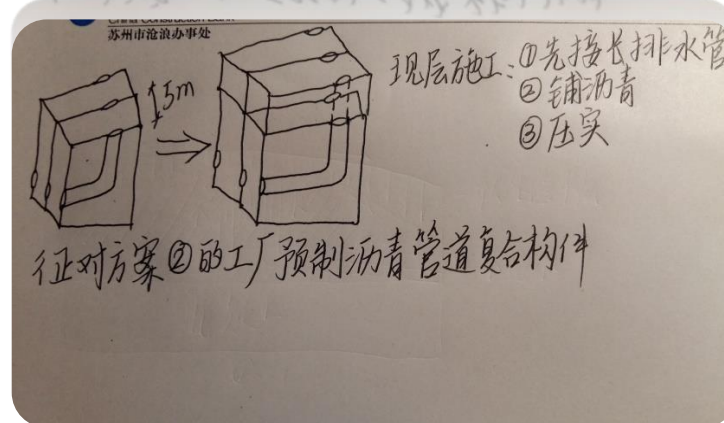 苏州市沧浪办事处
现层施工:①先接长排水管
②铺沥青
③压实
5m
征对方案②的工厂预制沥青管道复合构件